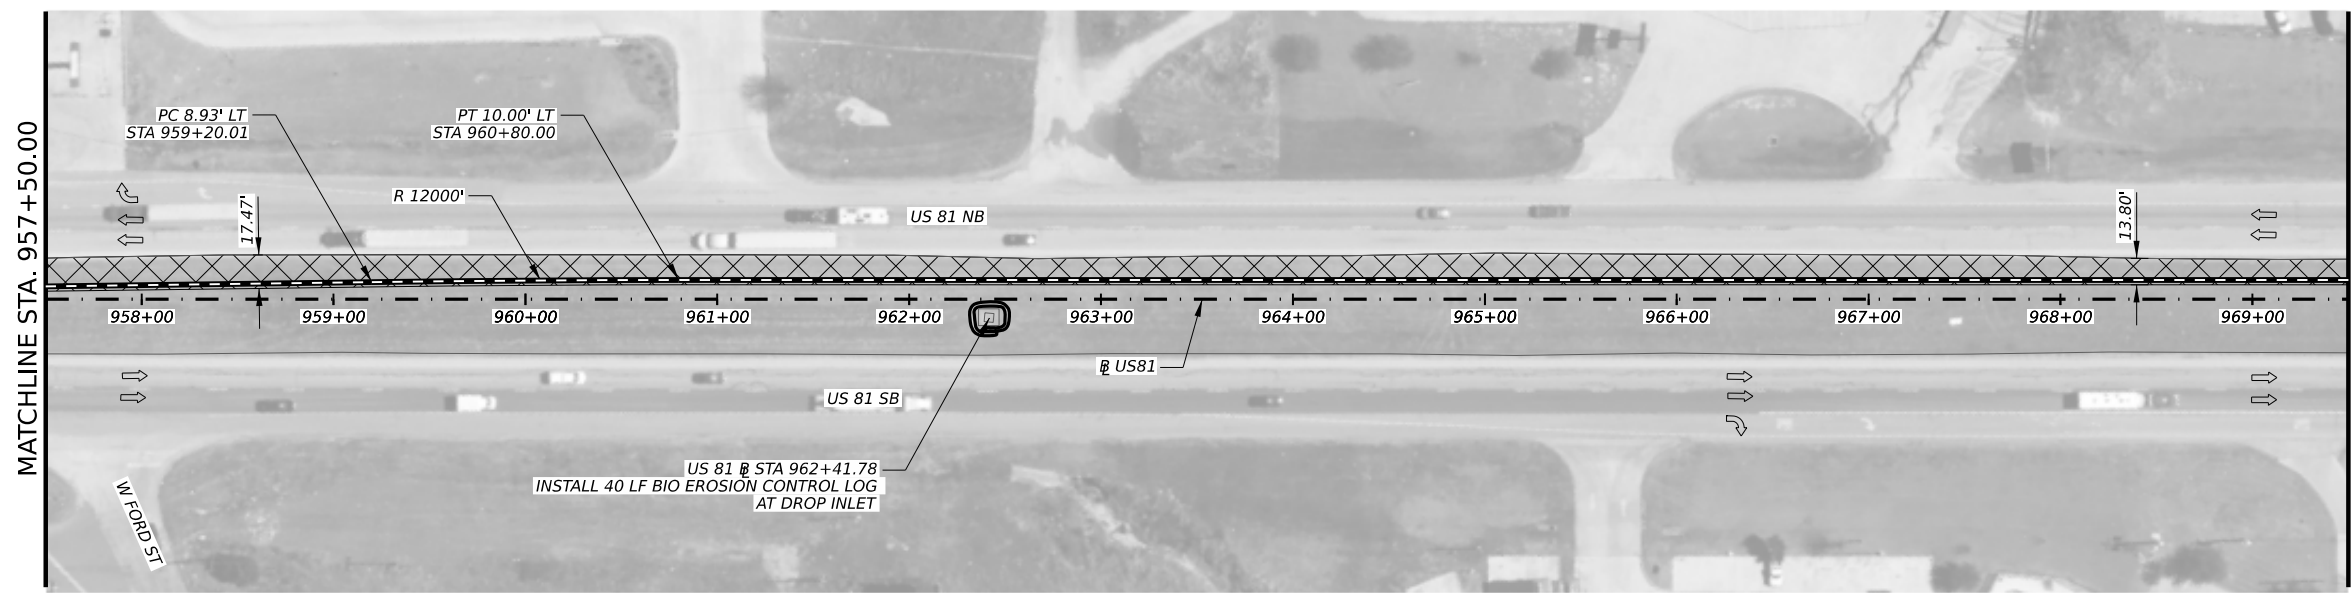 MATCHLINE STA. 957+50.00
PC 8.93' LT
STA 959+20.01
PT 10.00' LT
STA 960+80.00
R 12000'
17.47'
US 81 NB
13.80'
958+00
959+00
960+00
961+00
962+00
963+00
964+00
965+00
966+00
967+00
968+00
969+00
BL US81
US 81 SB
US 81 BL STA 962+41.78
INSTALL 40 LF BIO EROSION CONTROL LOG
AT DROP INLET
W FORD ST